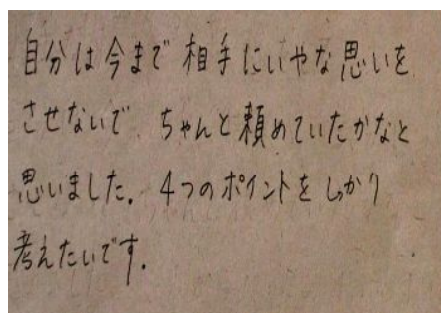 自分は今まで相手にいやな思いを
させないで ちゃんと頼めていたかなと
思いました。4つのポイントをしっかり
考えたいです。